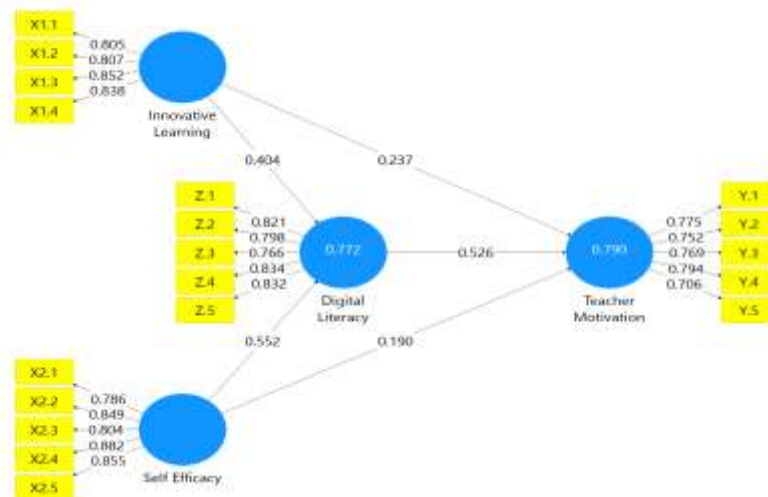 X1.1
X1.2
X1.3
X1.4
0.805
0.807
0.852
0.838
Innovative
Learning
0.404
0.237
Z.1
Z.2
Z.3
Z.4
Z.5
0.821
0.798
0.766
0.834
0.832
0.772
Digital
Literacy
0.526
0.790
Teacher
Motivation
0.775
0.752
0.769
0.794
0.706
Y.1
Y.2
Y.3
Y.4
Y.5
0.552
0.190
X2.1
X2.2
X2.3
X2.4
X2.5
0.786
0.849
0.804
0.882
0.855
Self Efficacy